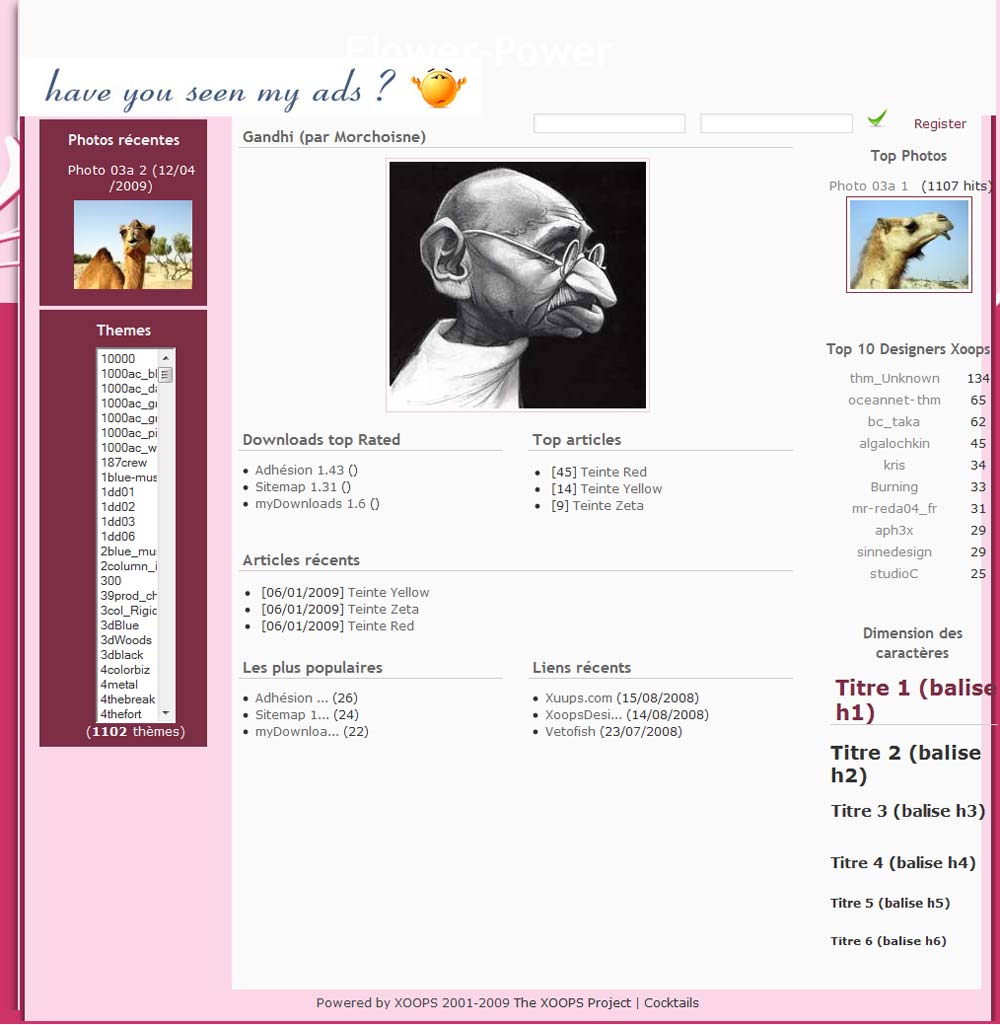 Flower-Power
have you seen my ads ?
Register
Photos récentes
Photo 03a 2 (12/04
/2009)
Themes
10000
1000ac_bl
1000ac_da
1000ac_gr
1000ac_gr
1000ac_pi
1000ac_w
187crew
1blue-mus
1dd01
1dd02
1dd03
1dd06
2blue_mu
2column_i
300
39prod_ch
3col_Rigid
3dBlue
3dWoods
3dblack
4colorbiz
4metal
4thebreak
4thefort
(1102 thèmes)
Gandhi (par Morchoisne)
Downloads top Rated
• Adhésion 1.43 ()
• Sitemap 1.31 ()
• myDownloads 1.6 ()
Top articles
• [45] Teinte Red
• [14] Teinte Yellow
• [9] Teinte Zeta
Articles récents
• [06/01/2009] Teinte Yellow
• [06/01/2009] Teinte Zeta
• [06/01/2009] Teinte Red
Les plus populaires
• Adhésion ... (26)
• Sitemap 1... (24)
• myDownloa... (22)
Liens récents
• Xuups.com (15/08/2008)
• XoopsDesi... (14/08/2008)
• Vetofish (23/07/2008)
Top Photos
Photo 03a 1 (1107 hits)
Top 10 Designers Xoops
thm_Unknown 134
oceannet-thm 65
bc_taka 62
algalochkin 45
kris 34
Burning 33
mr-reda04_fr 31
aph3x 29
sinnedesign 29
studioC 25
Dimension des
caractères
Titre 1 (balise
h1)
Titre 2 (balise
h2)
Titre 3 (balise h3)
Titre 4 (balise h4)
Titre 5 (balise h5)
Titre 6 (balise h6)
Powered by XOOPS 2001-2009 The XOOPS Project | Cocktails